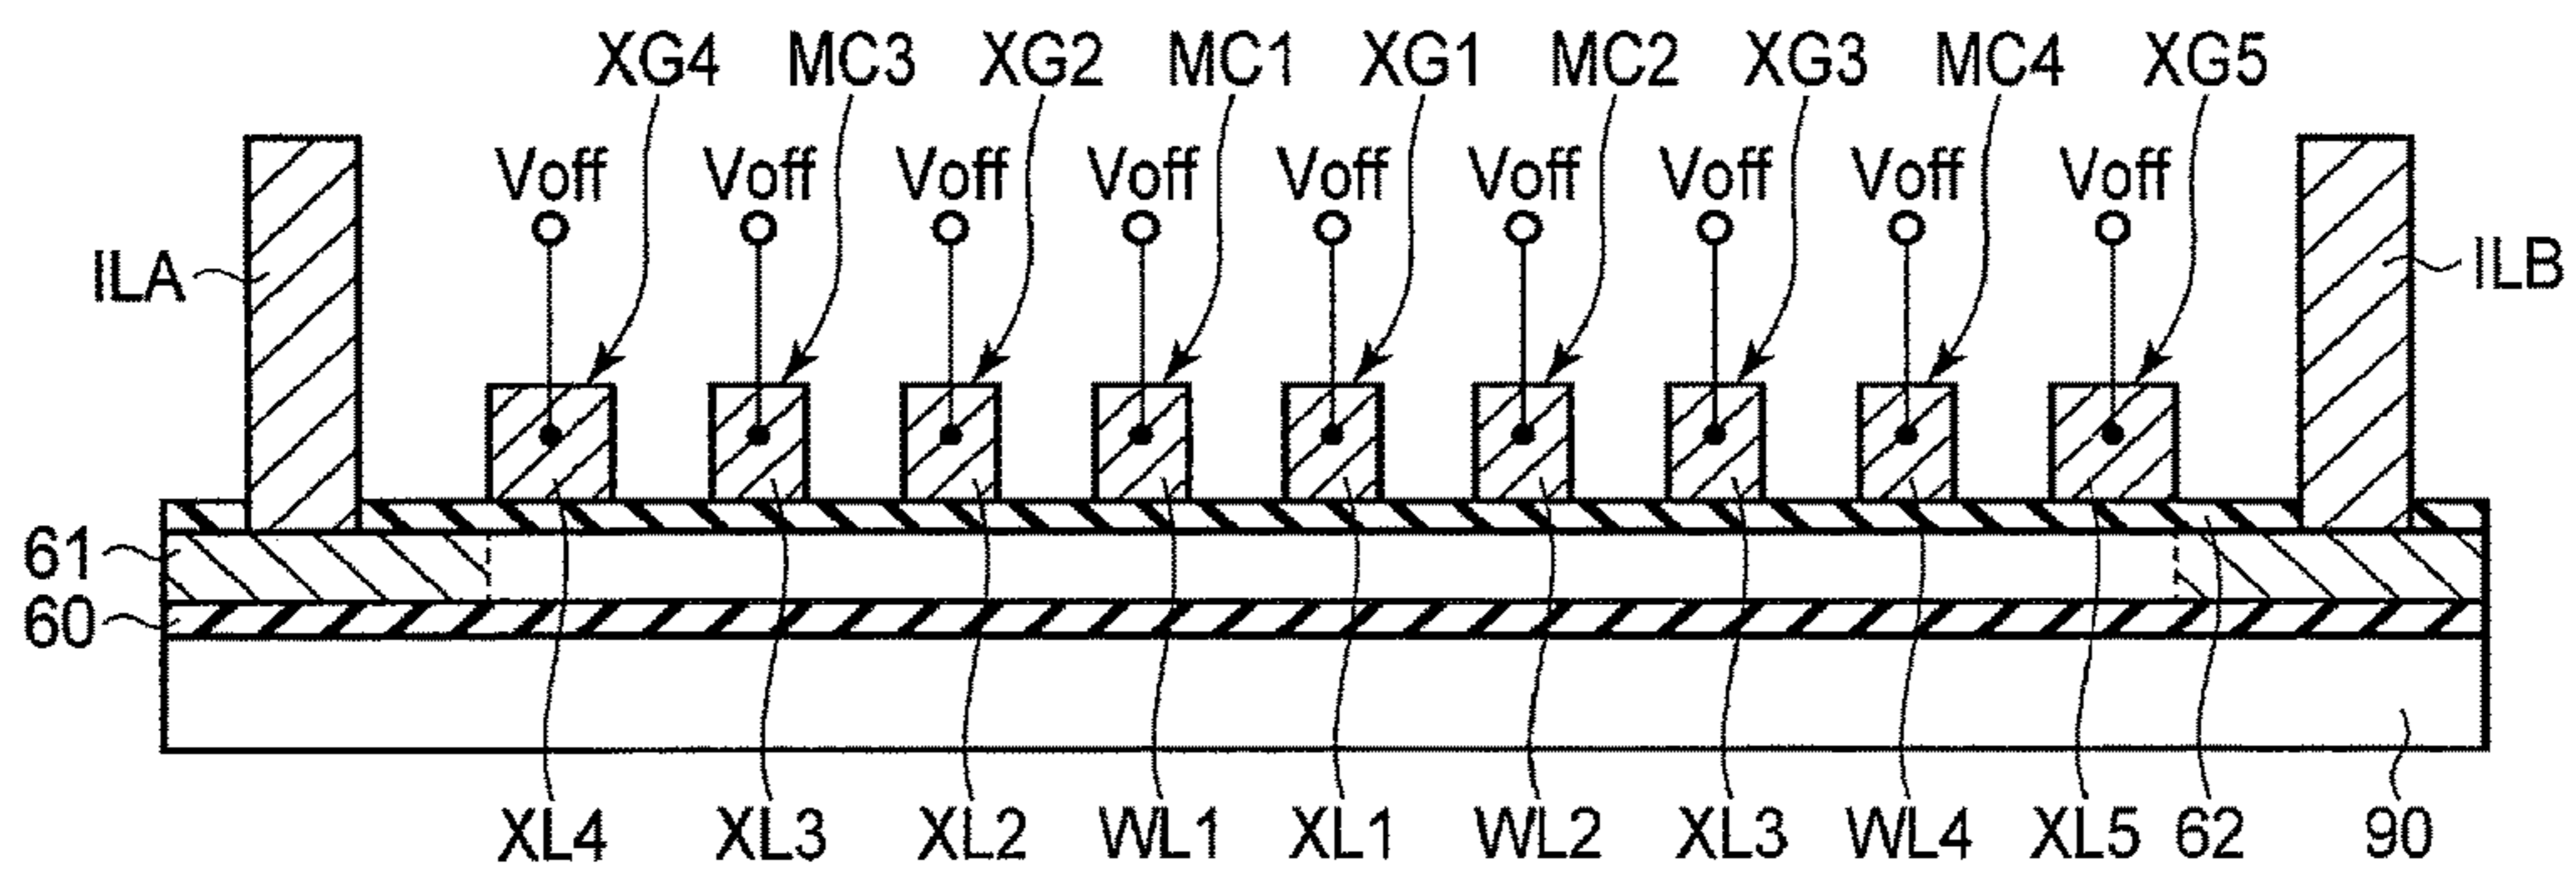 XG4 MC3 XG2 MC1 XG1 MC2 XG3 MC4 XG5
Voff Voff Voff Voff Voff Voff Voff Voff Voff
ILA ILB
61
60
XL4 XL3 XL2 WL1 XL1 WL2 XL3 WL4 XL5 62 90